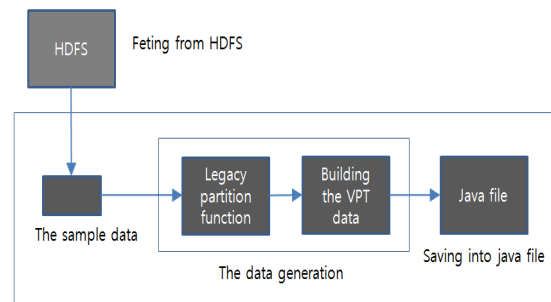 HDFS
Feting from HDFS
Legacy
partition
function
Building
the VPT
data
Java file
The sample data
Saving into java file
The data generation